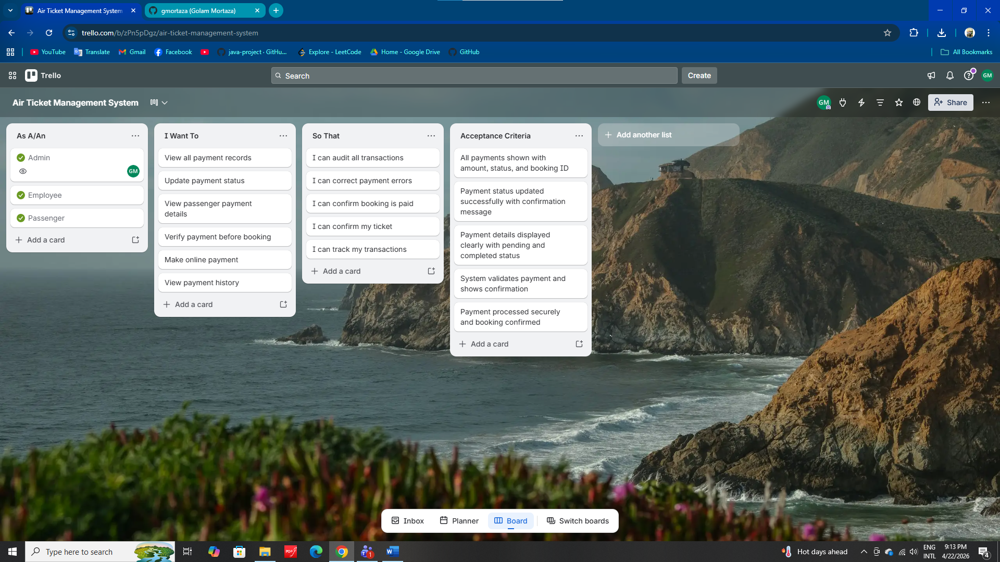 Air Ticket Management System
gmortaza (Golam Mortaza)
trello.com/b/zPn5pDgz/air-ticket-management-system
YouTube
Translate
Gmail
Facebook
java-project · GitHu...
Explore - LeetCode
Home - Google Drive
GitHub
All Bookmarks
Trello
Search
Create
GM
Air Ticket Management System
GM
Share
As A/An
Admin
GM
Employee
Passenger
Add a card
I Want To
View all payment records
Update payment status
View passenger payment
details
Verify payment before booking
Make online payment
View payment history
Add a card
So That
I can audit all transactions
I can correct payment errors
I can confirm booking is paid
I can confirm my ticket
I can track my transactions
Add a card
Acceptance Criteria
All payments shown with
amount, status, and booking ID
Payment status updated
successfully with confirmation
message
Payment details displayed
clearly with pending and
completed status
System validates payment and
shows confirmation
Payment processed securely
and booking confirmed
Add a card
Add another list
Inbox
Planner
Board
Switch boards
Type here to search
PDF
1
W
Hot days ahead
ENG
INTL
9:13 PM
4/22/2026
4